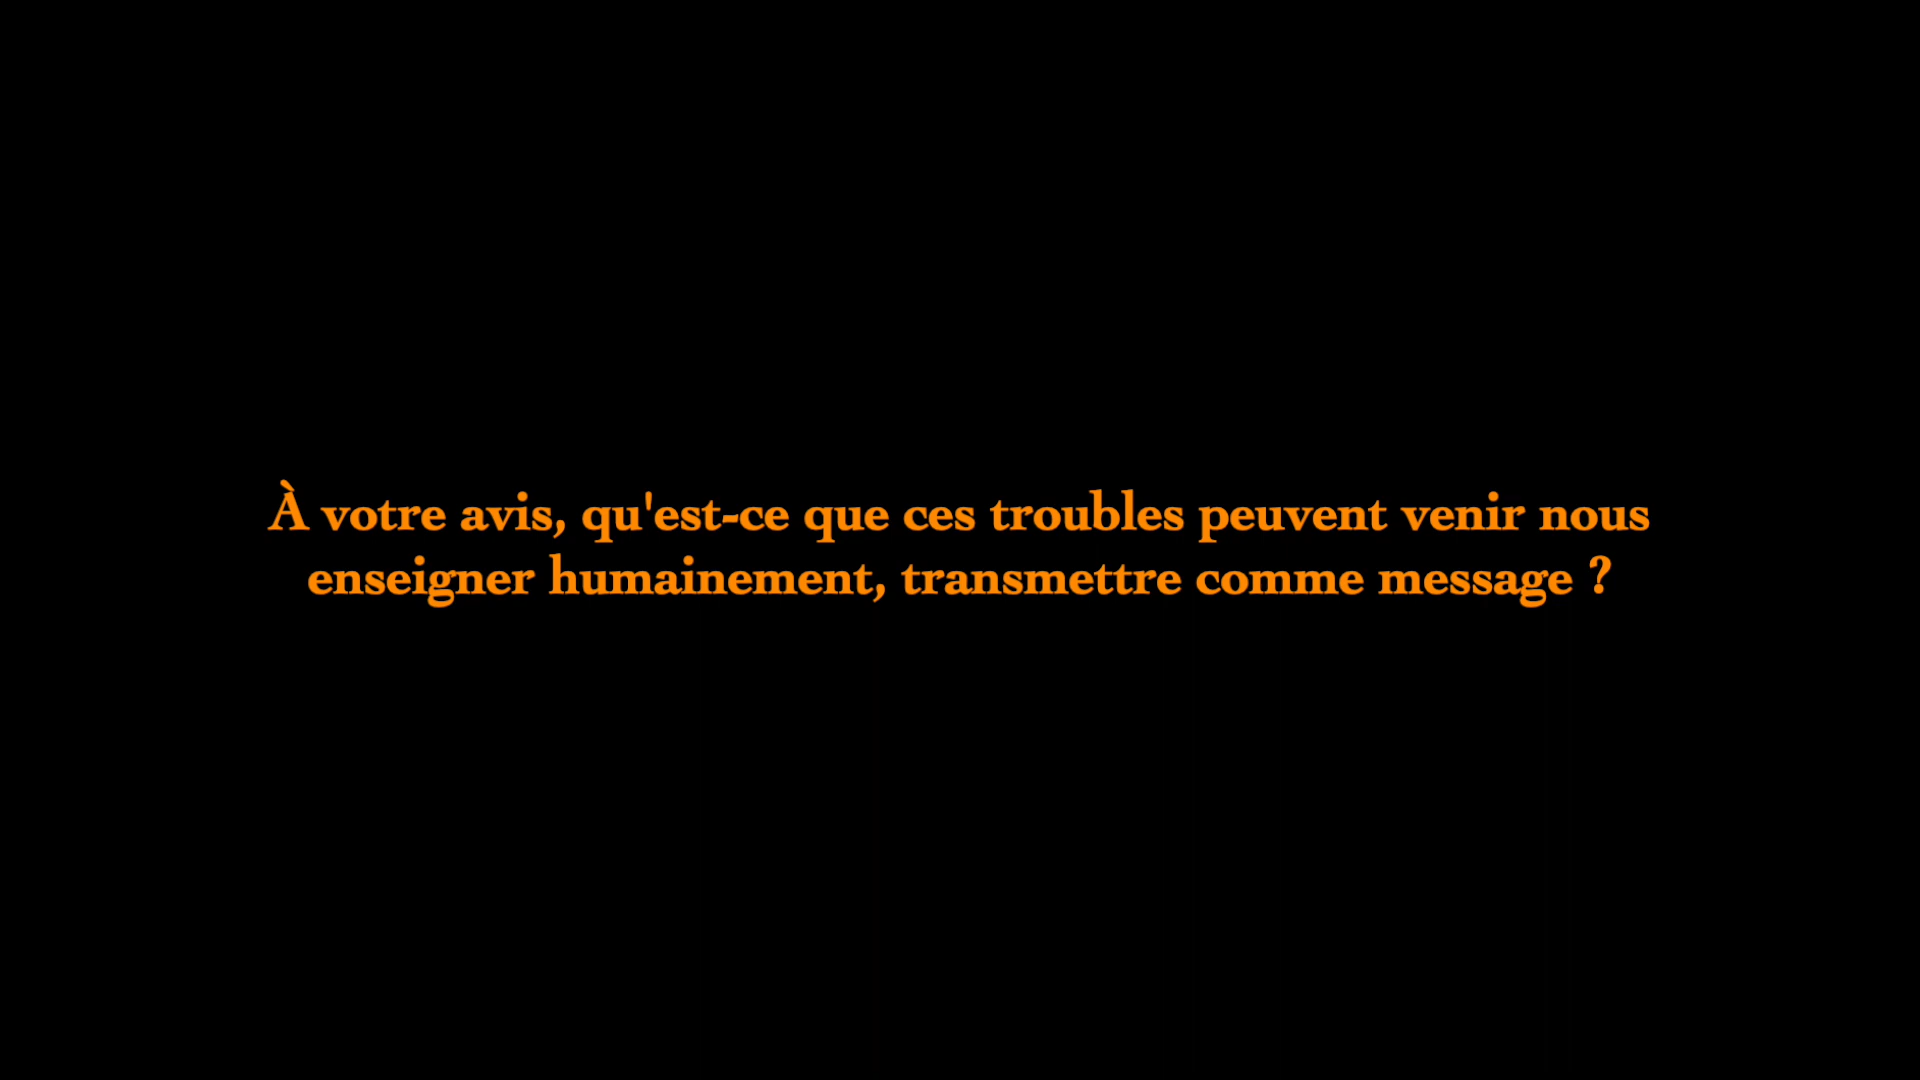 À votre avis, qu'est-ce que ces troubles peuvent venir nous
enseigner humainement, transmettre comme message ?